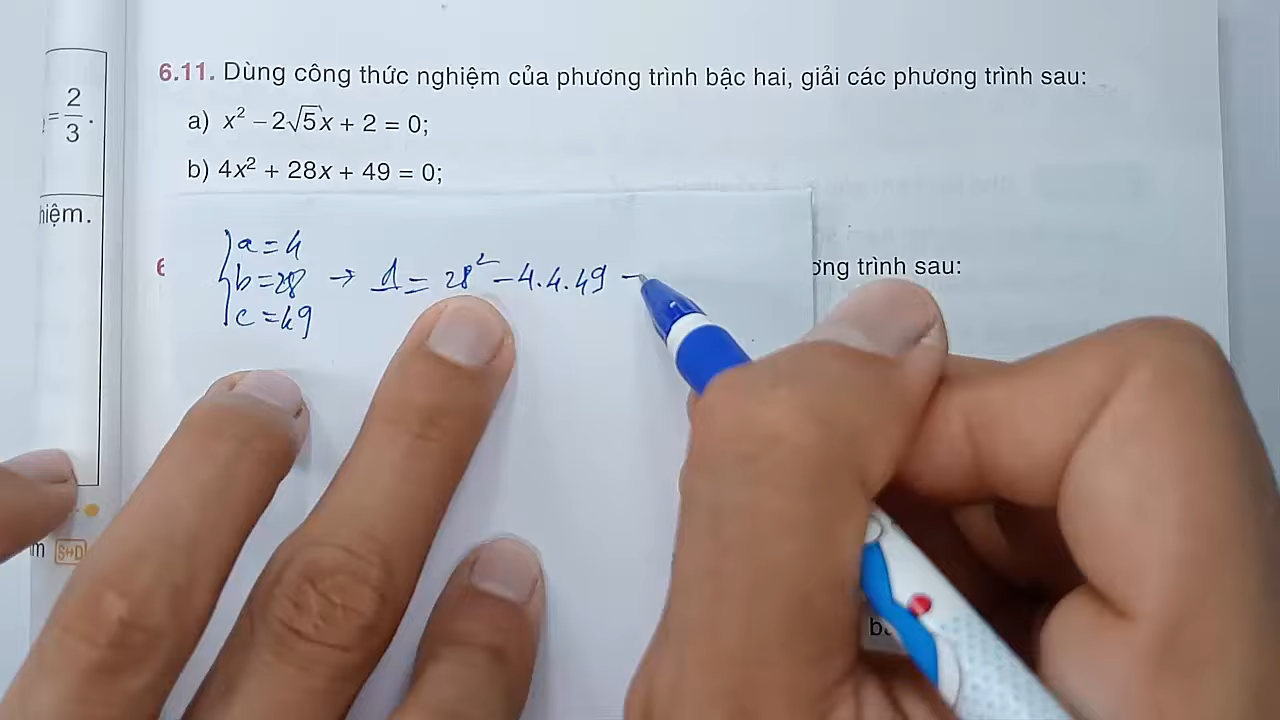 = 2/3.
hiệm.
m S↔D
6.11. Dùng công thức nghiệm của phương trình bậc hai, giải các phương trình sau:
a) x² – 2√5x + 2 = 0;
b) 4x² + 28x + 49 = 0;
6
ơng trình sau:
a = 4
b = 28 → Δ = 28² – 4.4.49
c = 49